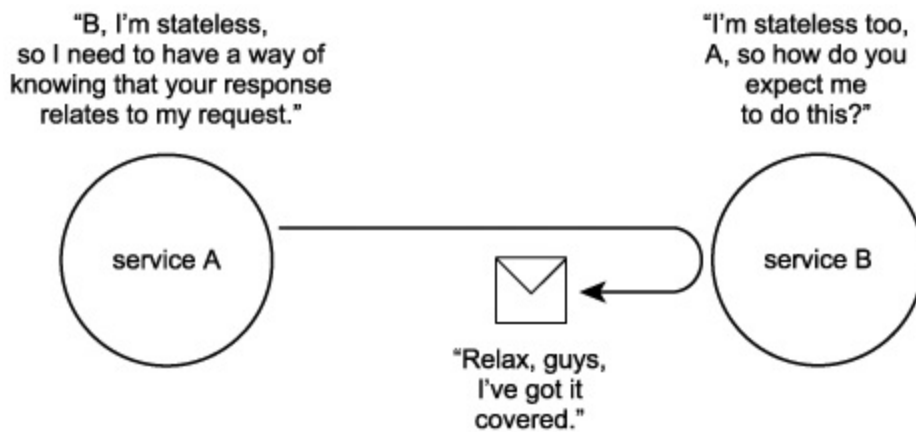 “B, I’m stateless,
so I need to have a way of
knowing that your response
relates to my request.”
“I’m stateless too,
A, so how do you
expect me
to do this?”
service A
service B
“Relax, guys,
I’ve got it
covered.”